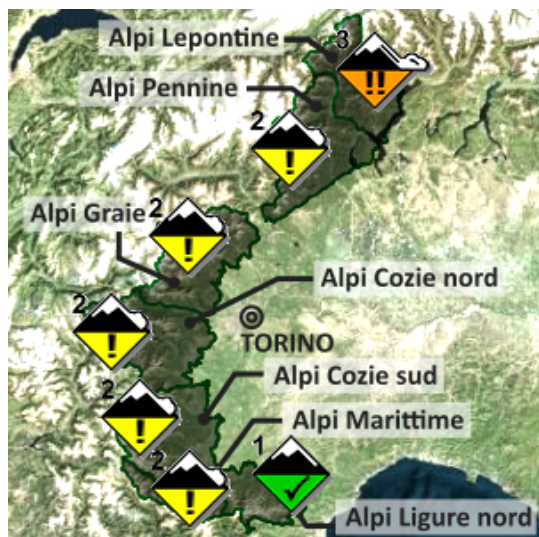 Alpi Lepontine
3
!!
Alpi Pennine
2
!
Alpi Graie
2
!
Alpi Cozie nord
2
!
TORINO
Alpi Cozie sud
2
!
Alpi Marittime
2
!
1
Alpi Ligure nord